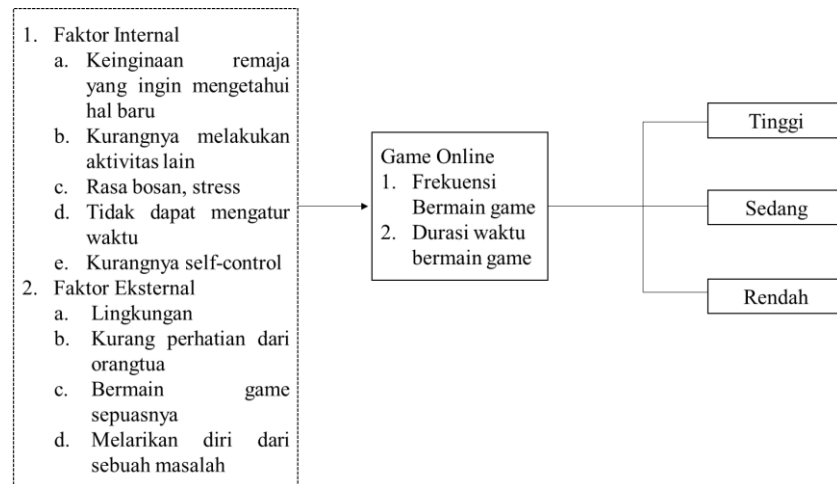 1. Faktor Internal
a. Keinginaan remaja
yang ingin mengetahui
hal baru
b. Kurangnya melakukan
aktivitas lain
c. Rasa bosan, stress
d. Tidak dapat mengatur
waktu
e. Kurangnya self-control
2. Faktor Eksternal
a. Lingkungan
b. Kurang perhatian dari
orangtua
c. Bermain game
sepuasnya
d. Melarikan diri dari
sebuah masalah
Game Online
1. Frekuensi
Bermain game
2. Durasi waktu
bermain game
Tinggi
Sedang
Rendah